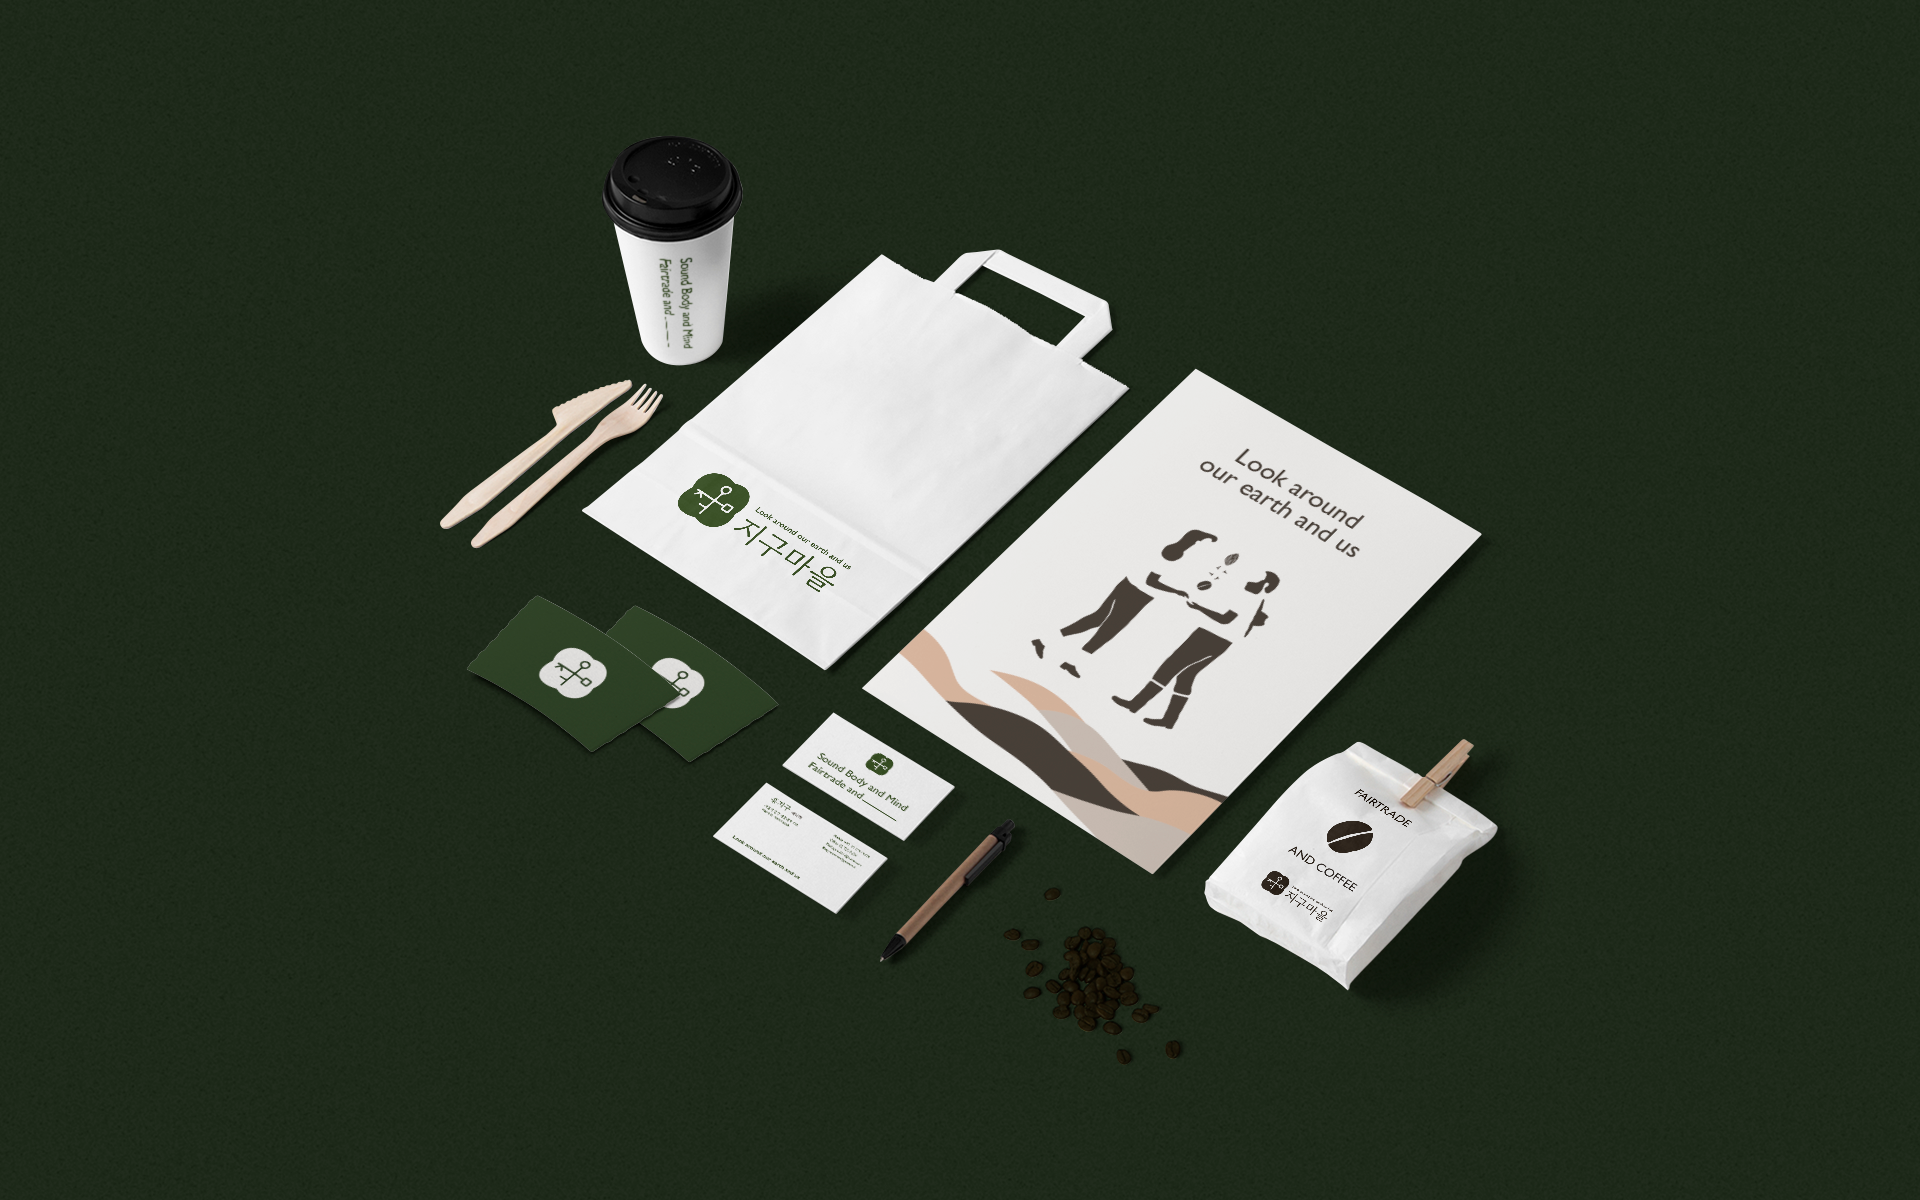 Sound Body and Mind
Fairtrade and ____
Look around our earth and us
지구마을
Look around
our earth and us
Sound Body and Mind
Fairtrade and______
Look around our earth and us
FAIRTRADE
AND COFFEE
지구마을